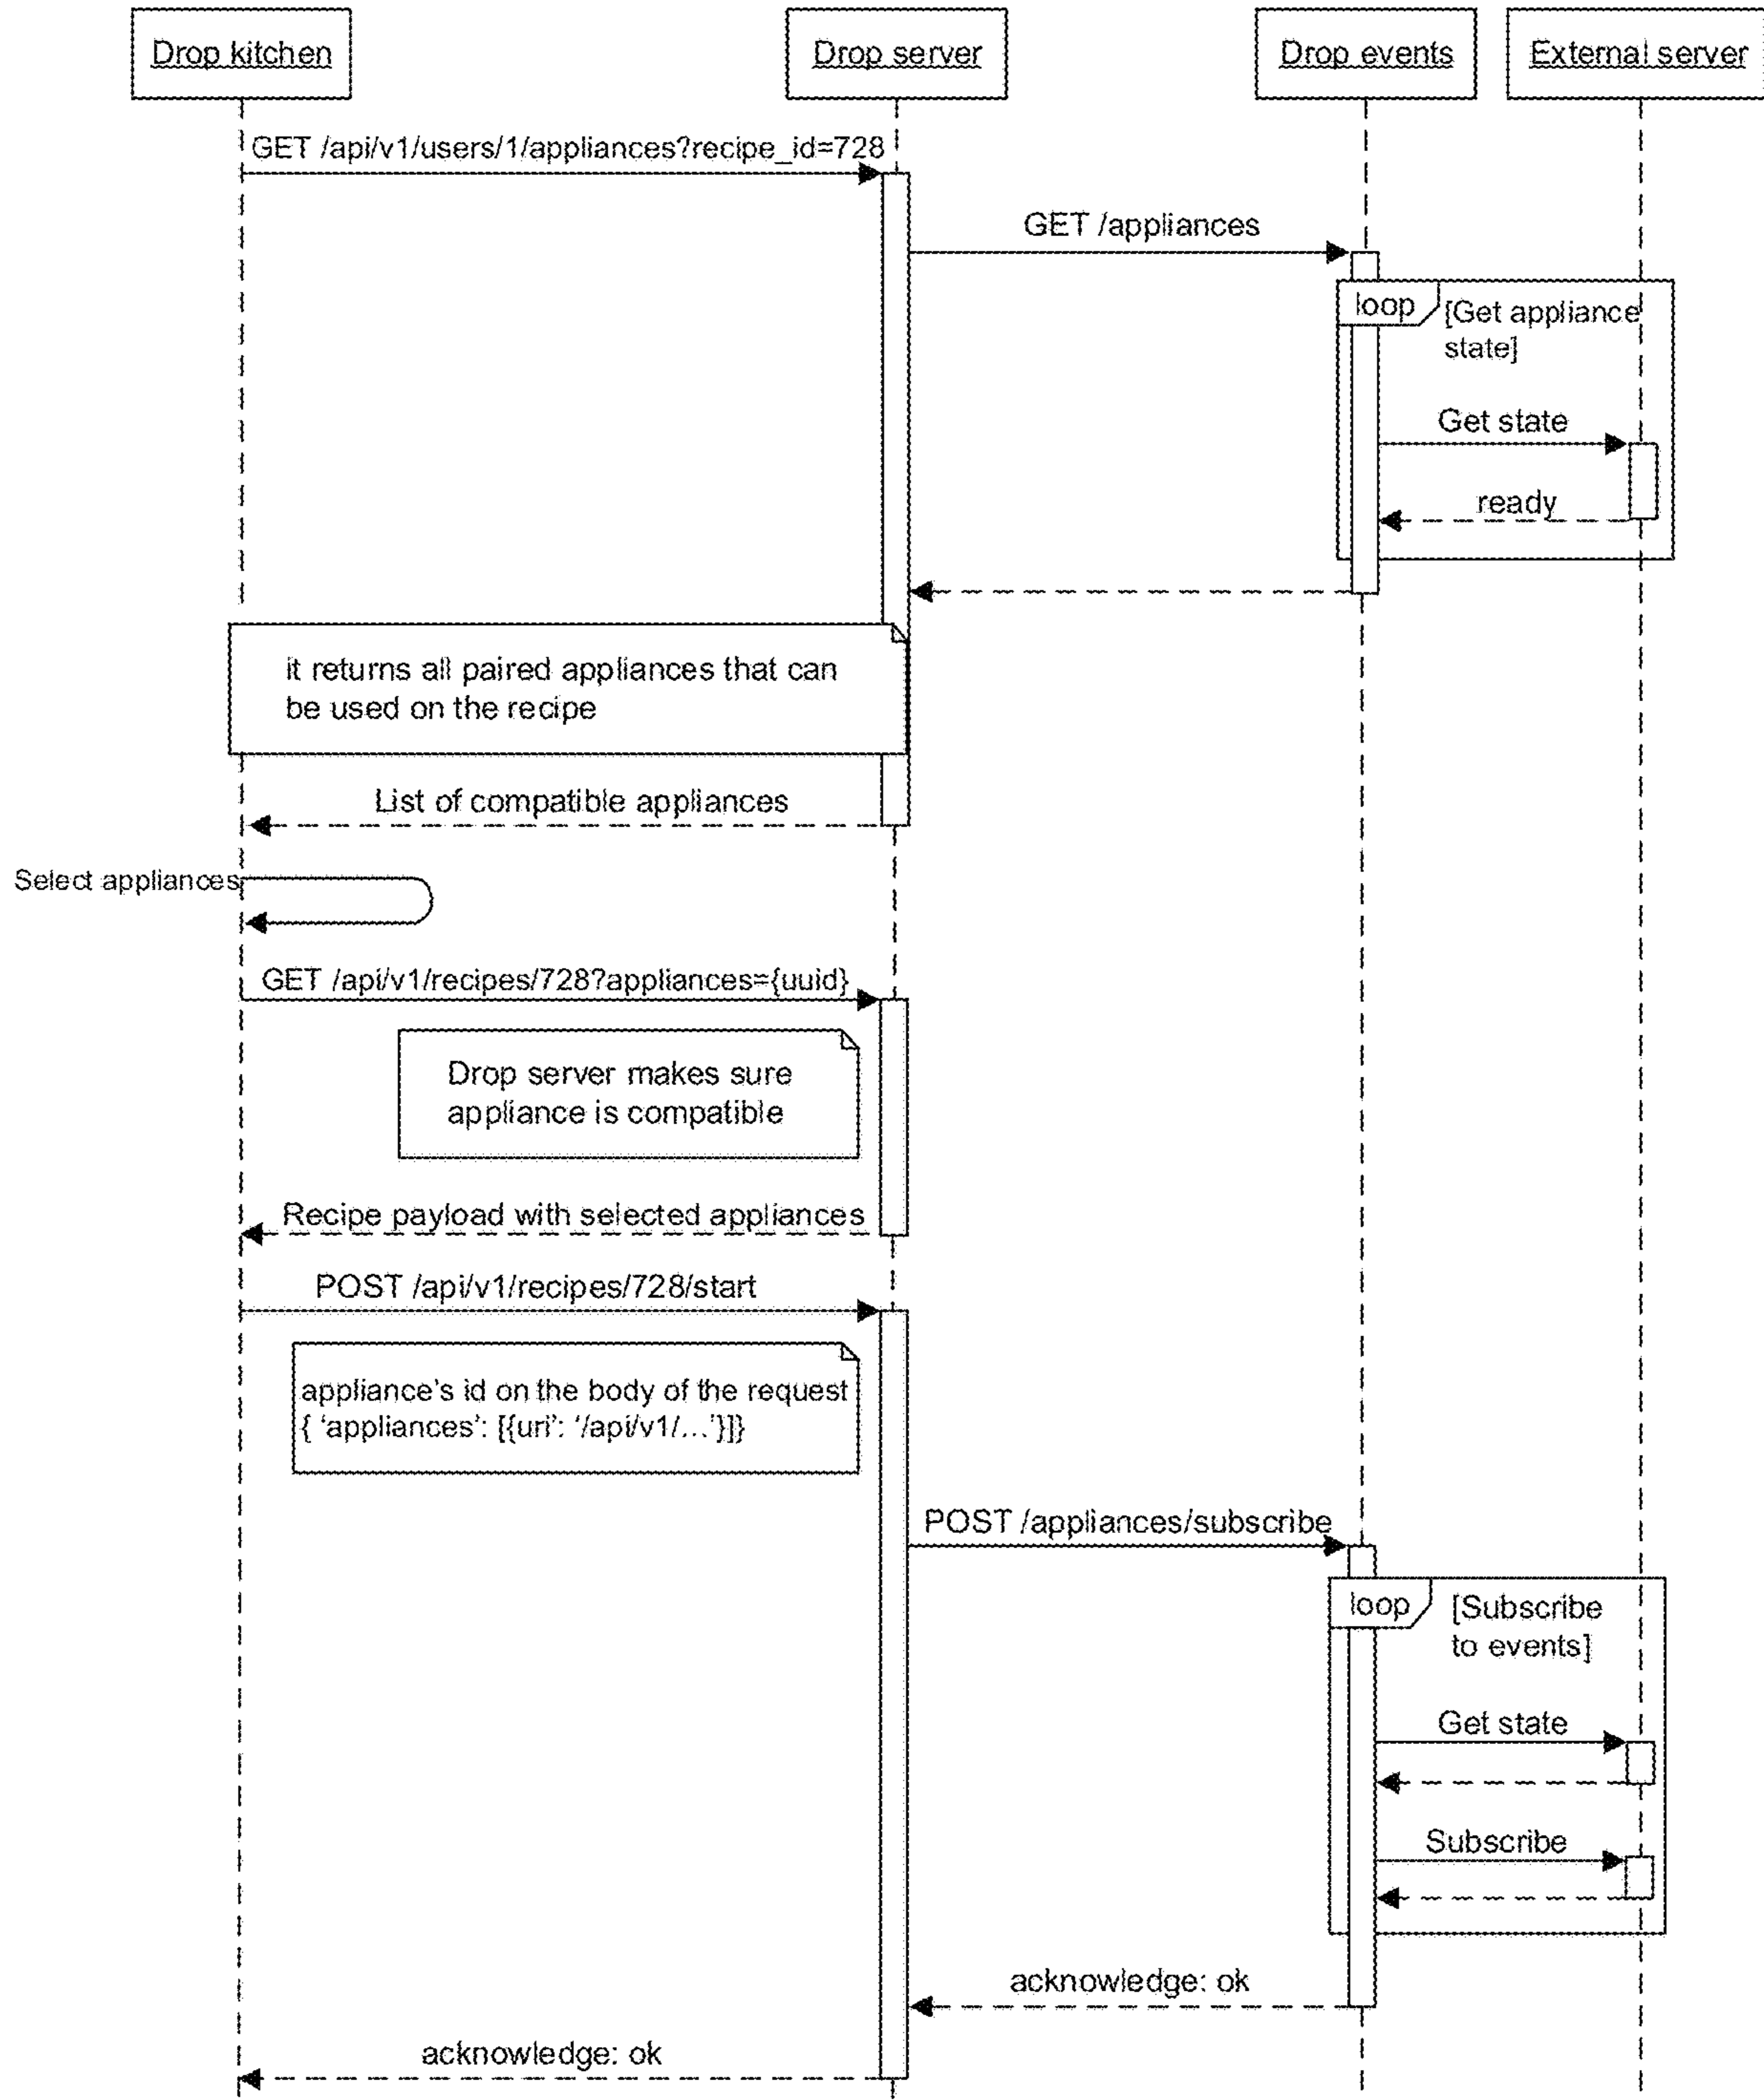 Drop kitchen
Drop server
Drop events
External server
GET /api/v1/users/1/appliances?recipe_id=728
GET /appliances
loop
[Get appliance
state]
Get state
ready
it returns all paired appliances that can
be used on the recipe
List of compatible appliances
Select appliances
GET /api/v1/recipes/728?appliances={uuid}
Drop server makes sure
appliance is compatible
Recipe payload with selected appliances
POST /api/v1/recipes/728/start
appliance's id on the body of the request
{ ‘appliances’: [{uri’: ‘/api/v1/…’}]}
POST /appliances/subscribe
loop
[Subscribe
to events]
Get state
Subscribe
acknowledge: ok
acknowledge: ok